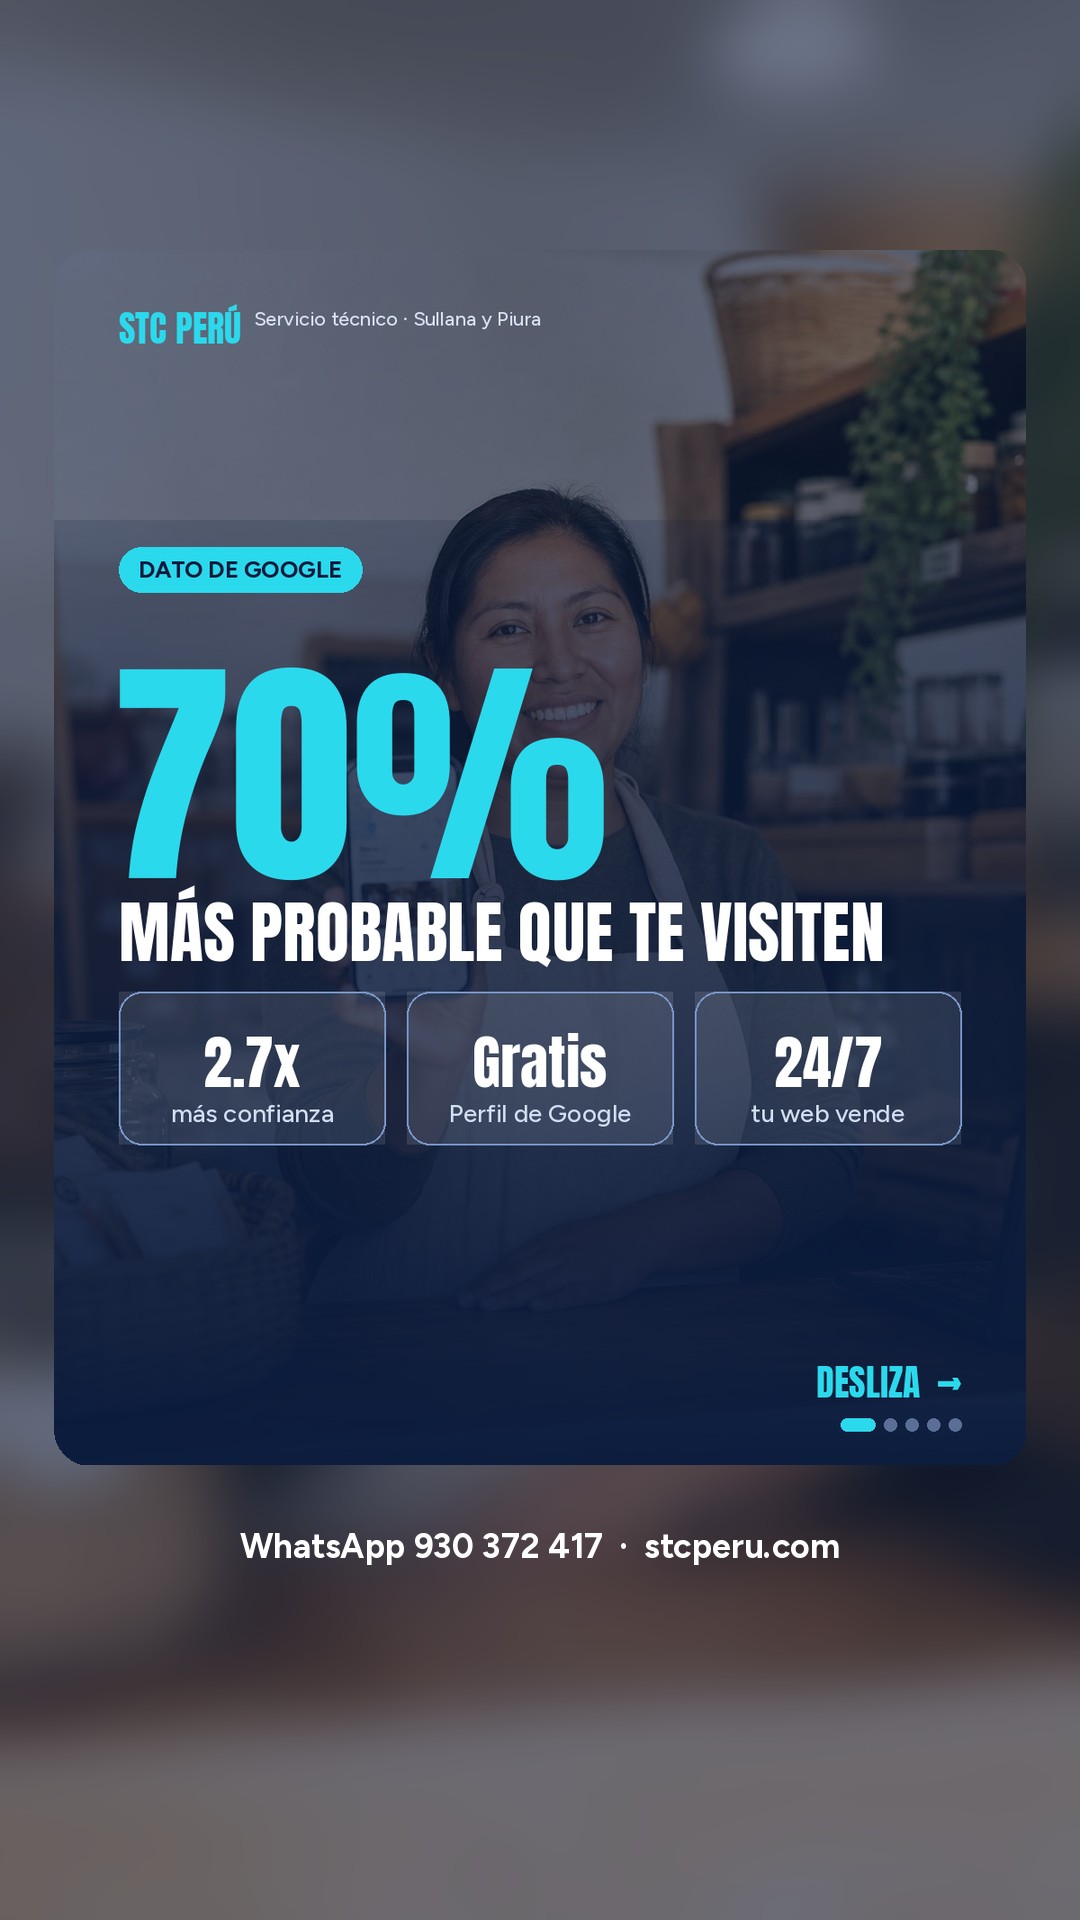 STC PERÚ Servicio técnico · Sullana y Piura
DATO DE GOOGLE
70%
MÁS PROBABLE QUE TE VISITEN
2.7x
más confianza
Gratis
Perfil de Google
24/7
tu web vende
DESLIZA →
WhatsApp 930 372 417 · stcperu.com